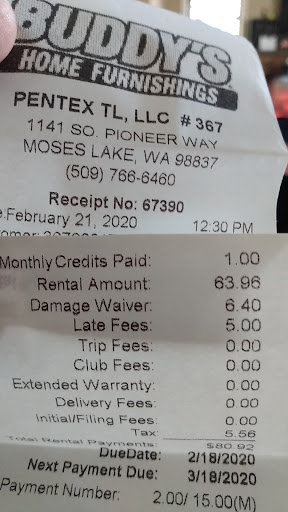 BUDDY'S
HOME FURNISHINGS
PENTEX TL, LLC # 367
1141 SO. PIONEER WAY
MOSES LAKE, WA 98837
(509) 766-6460
Receipt No: 67390
e:February 21, 2020 12:30 PM
Monthly Credits Paid: 1.00
Rental Amount: 63.96
Damage Waiver: 6.40
Late Fees: 5.00
Trip Fees: 0.00
Club Fees: 0.00
Extended Warranty: 0.00
Delivery Fees: 0.00
Initial/Filing Fees: 0.00
Tax: 5.56
Total Rental Payments: $80.92
DueDate: 2/18/2020
Next Payment Due: 3/18/2020
Payment Number: 2.00/ 15.00(M)